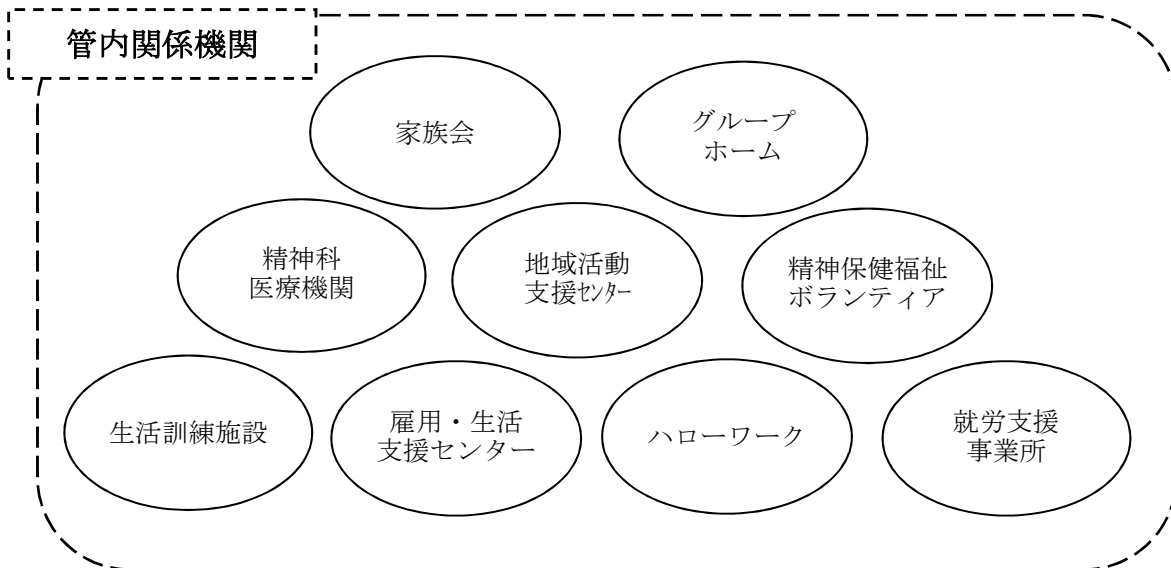 管内関係機関
家族会
グループ
ホーム
精神科
医療機関
地域活動
支援ｾﾝﾀｰ
精神保健福祉
ボランティア
生活訓練施設
雇用・生活
支援センター
ハローワーク
就労支援
事業所